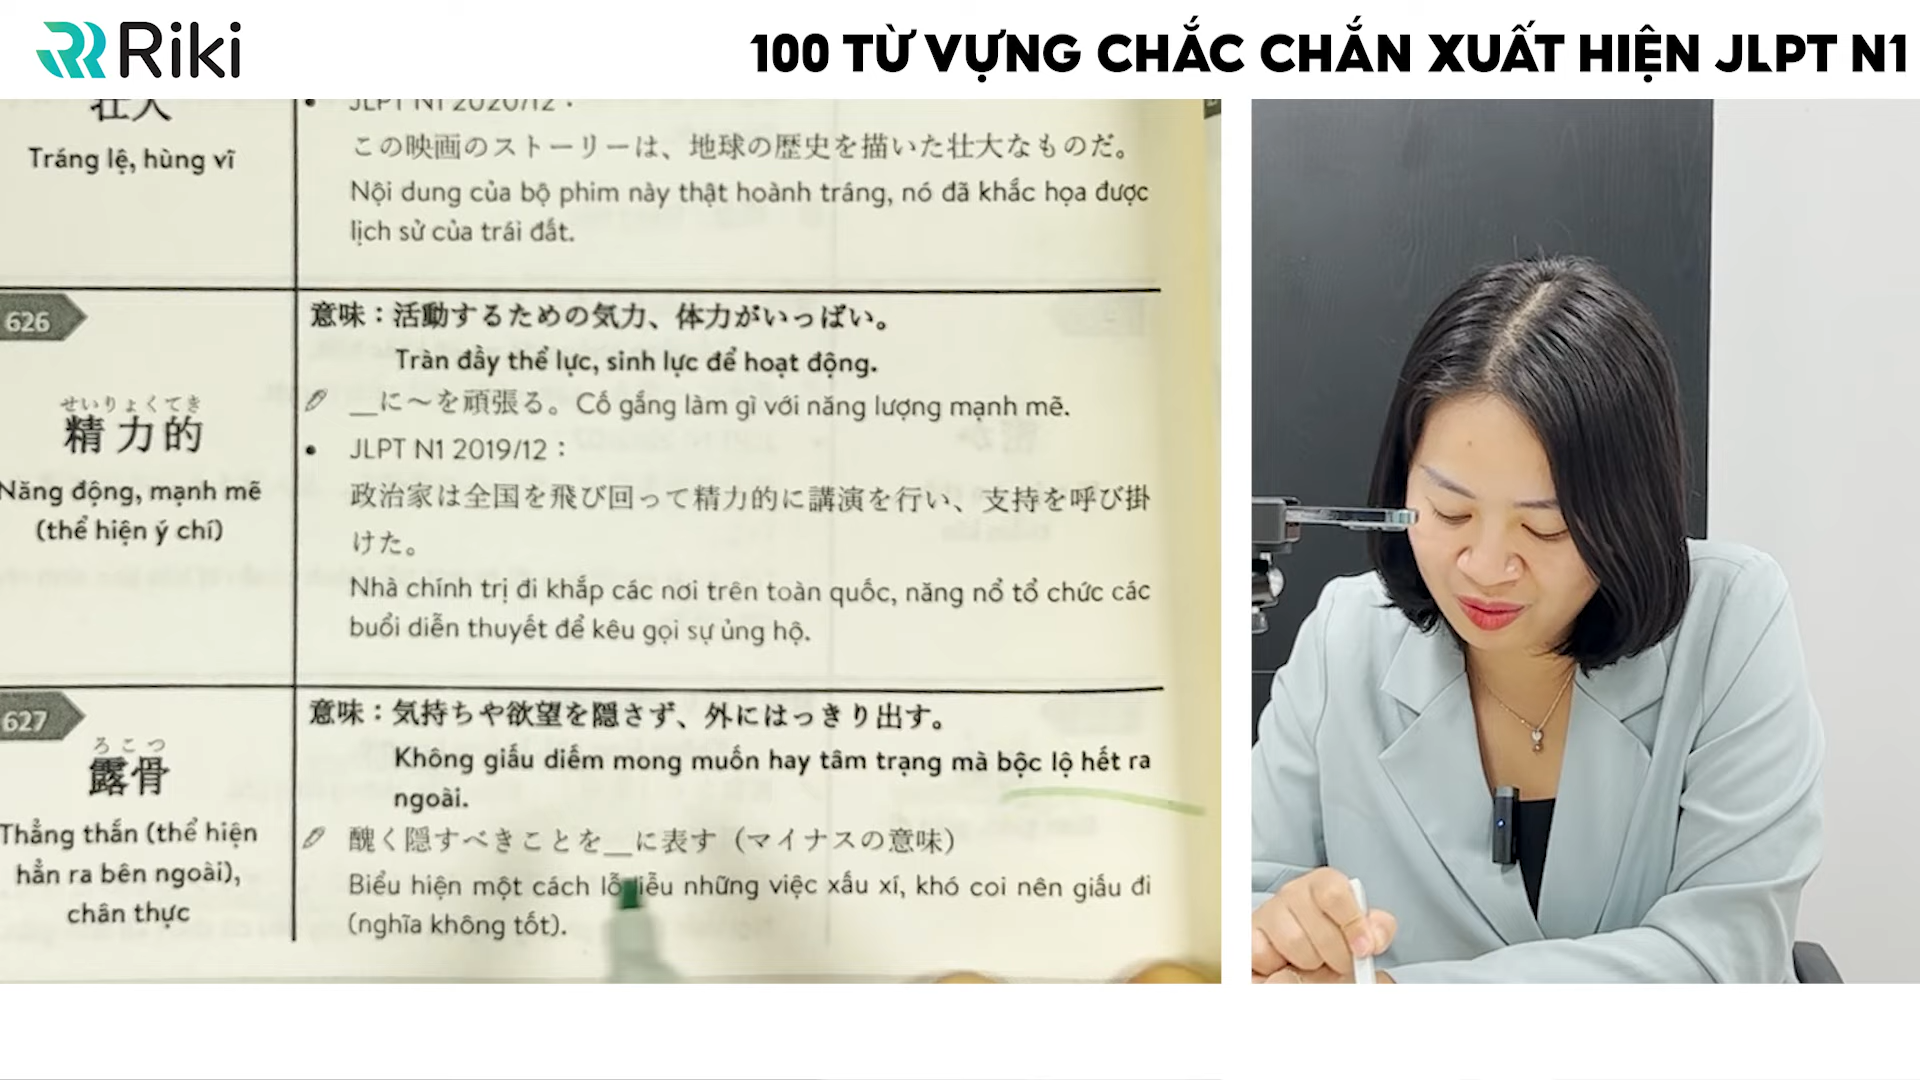 Riki
100 TỪ VỰNG CHẮC CHẮN XUẤT HIỆN JLPT N1
壮大
Tráng lệ, hùng vĩ
• JLPT N1 2020/12：
この映画のストーリーは、地球の歴史を描いた壮大なものだ。
Nội dung của bộ phim này thật hoành tráng, nó đã khắc họa được
lịch sử của trái đất.
626
せいりょくてき
精力的
Năng động, mạnh mẽ
(thể hiện ý chí)
意味：活動するための気力、体力がいっぱい。
Tràn đầy thể lực, sinh lực để hoạt động.
__に～を頑張る。Cố gắng làm gì với năng lượng mạnh mẽ.
• JLPT N1 2019/12：
政治家は全国を飛び回って精力的に講演を行い、支持を呼び掛
けた。
Nhà chính trị đi khắp các nơi trên toàn quốc, năng nổ tổ chức các
buổi diễn thuyết để kêu gọi sự ủng hộ.
627
ろこつ
露骨
Thẳng thắn (thể hiện
hẳn ra bên ngoài),
chân thực
意味：気持ちや欲望を隠さず、外にはっきり出す。
Không giấu diếm mong muốn hay tâm trạng mà bộc lộ hết ra
ngoài.
醜く隠すべきことを__に表す（マイナスの意味）
Biểu hiện một cách lỗ liễu những việc xấu xí, khó coi nên giấu đi
(nghĩa không tốt).